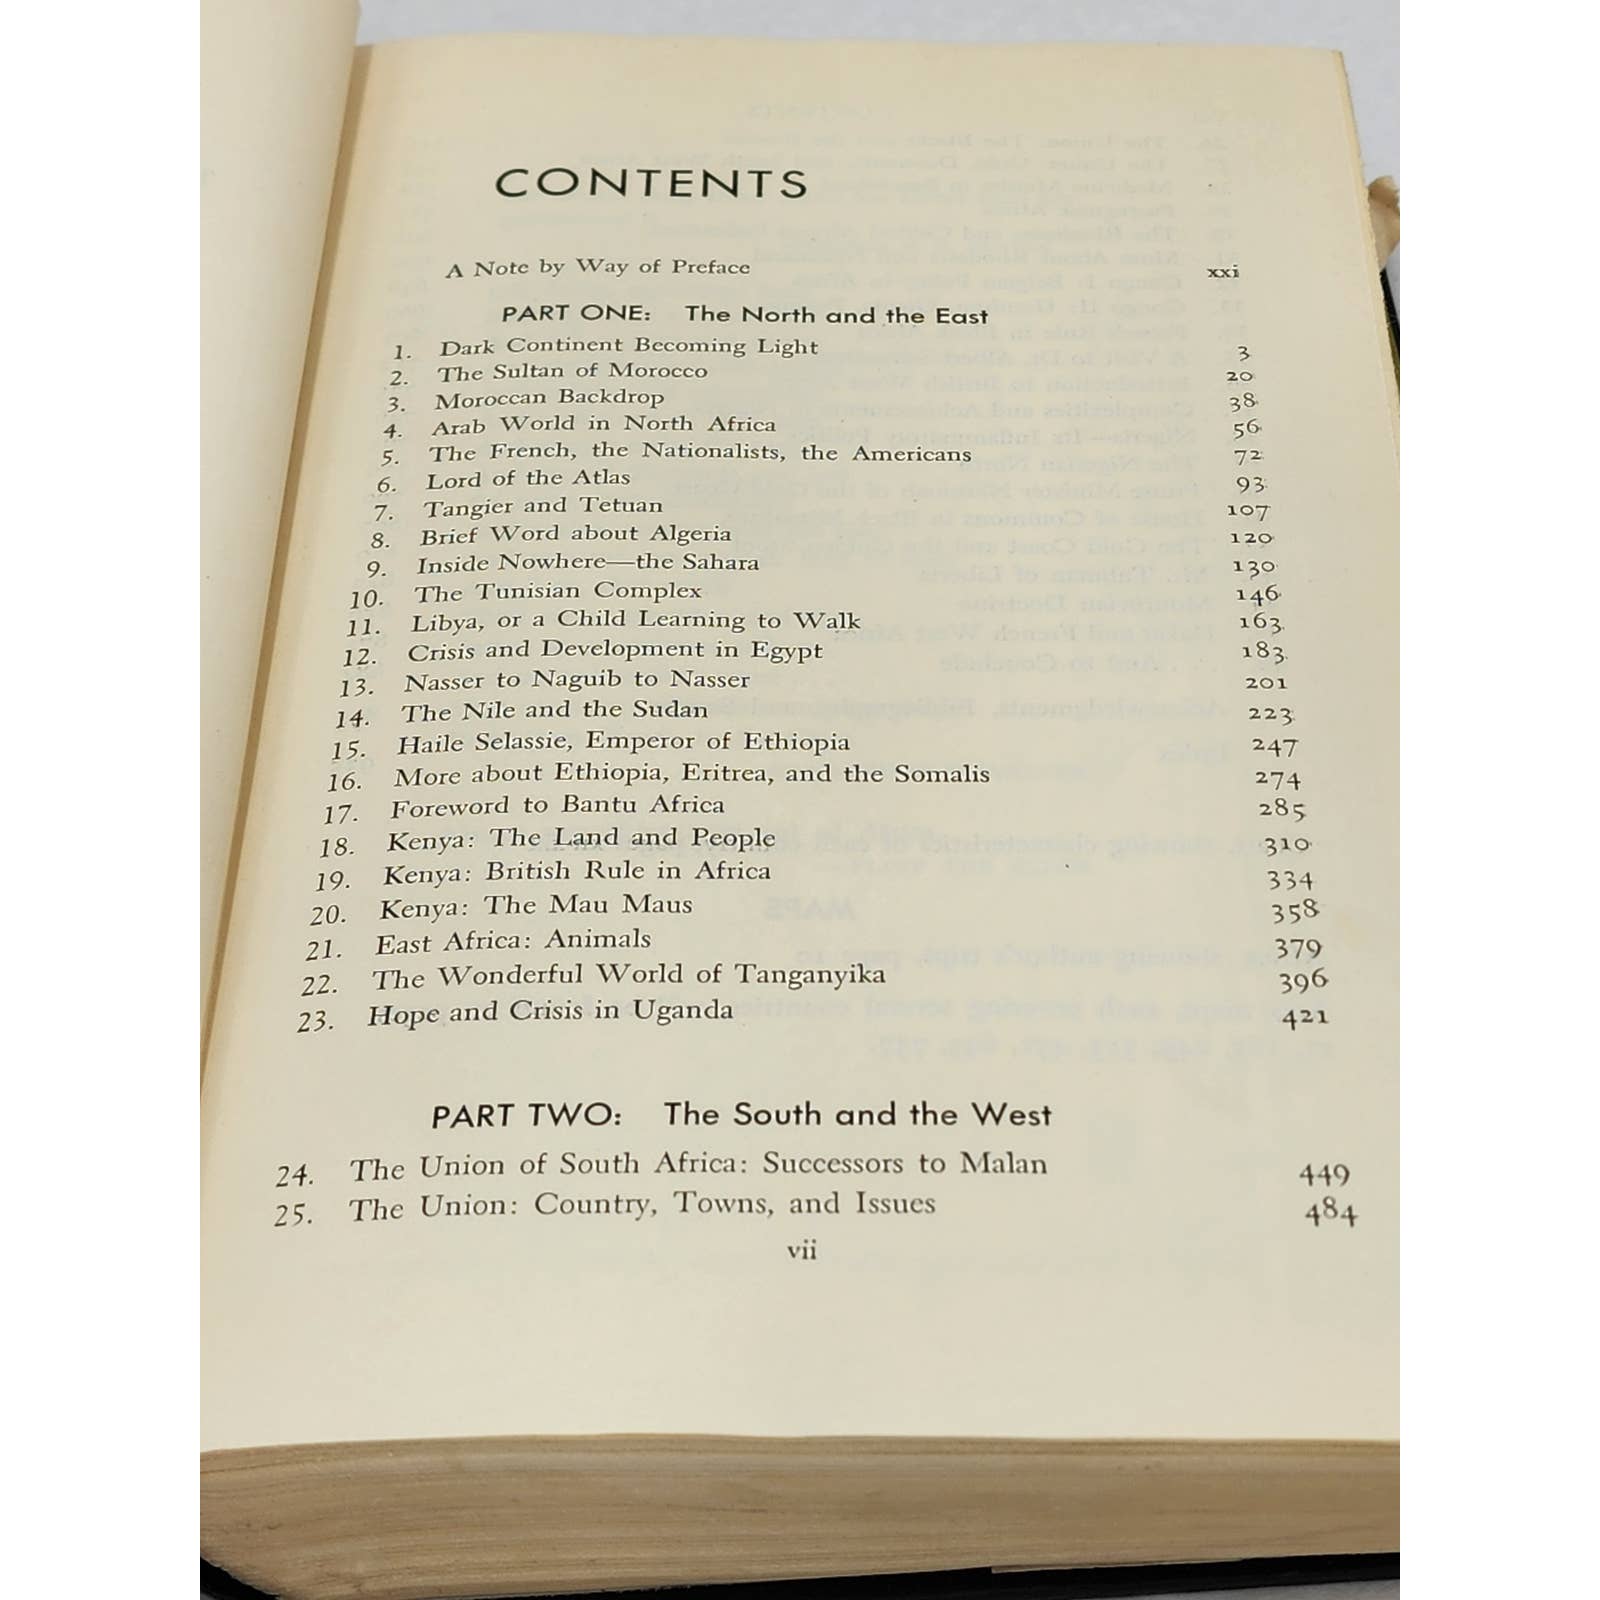 CONTENTS
A Note by Way of Preface xxi
PART ONE: The North and the East
1. Dark Continent Becoming Light 3
2. The Sultan of Morocco 20
3. Moroccan Backdrop 38
4. Arab World in North Africa 56
5. The French, the Nationalists, the Americans 72
6. Lord of the Atlas 93
7. Tangier and Tetuan 107
8. Brief Word about Algeria 120
9. Inside Nowhere—the Sahara 130
10. The Tunisian Complex 146
11. Libya, or a Child Learning to Walk 163
12. Crisis and Development in Egypt 183
13. Nasser to Naguib to Nasser 201
14. The Nile and the Sudan 223
15. Haile Selassie, Emperor of Ethiopia 247
16. More about Ethiopia, Eritrea, and the Somalis 274
17. Foreword to Bantu Africa 285
18. Kenya: The Land and People 310
19. Kenya: British Rule in Africa 334
20. Kenya: The Mau Maus 358
21. East Africa: Animals 379
22. The Wonderful World of Tanganyika 396
23. Hope and Crisis in Uganda 421
PART TWO: The South and the West
24. The Union of South Africa: Successors to Malan 449
25. The Union: Country, Towns, and Issues 484
vii